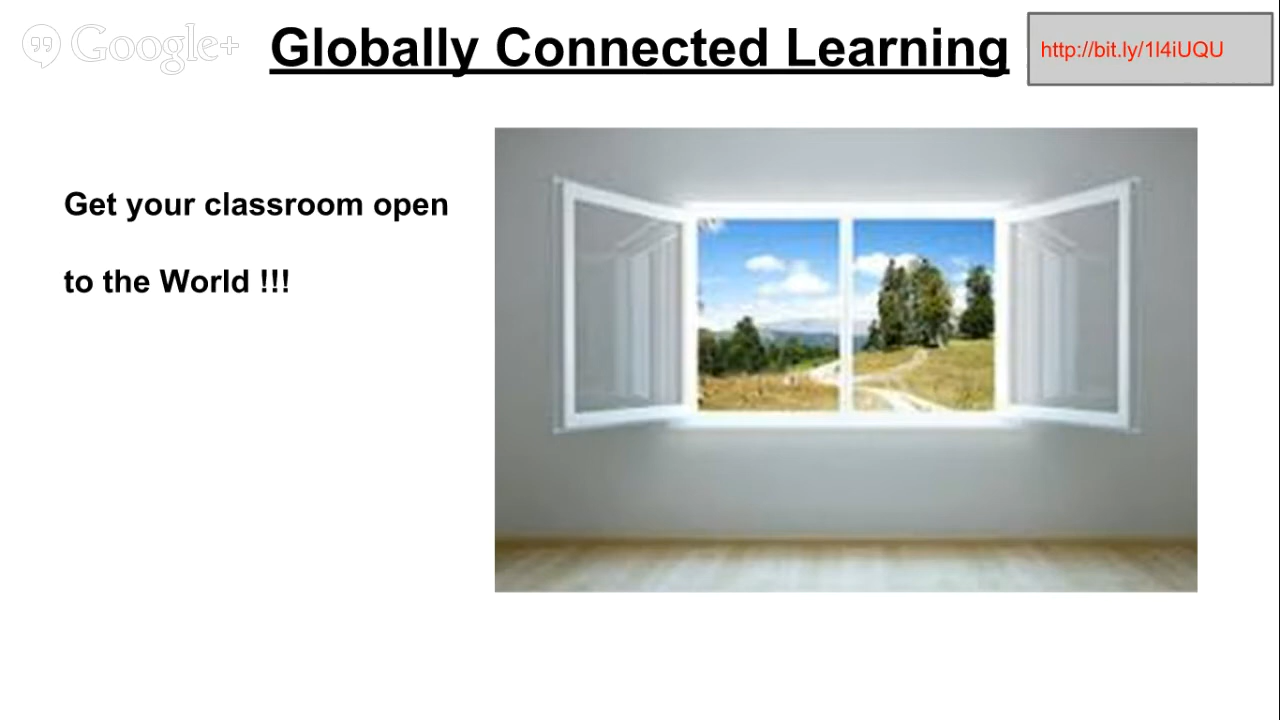 Google+
Globally Connected Learning
http://bit.ly/1l4iUQU
Get your classroom open
to the World !!!